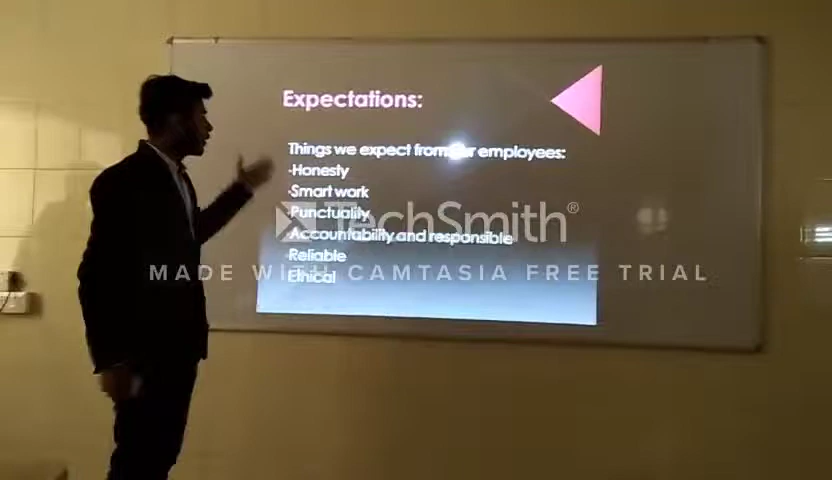 Expectations:
Things we expect from our employees:
-Honesty
-Smart work
-Punctuality
TechSmith®
-Accountability and responsible
-Reliable
MADE WITH CAMTASIA FREE TRIAL
-Ethical